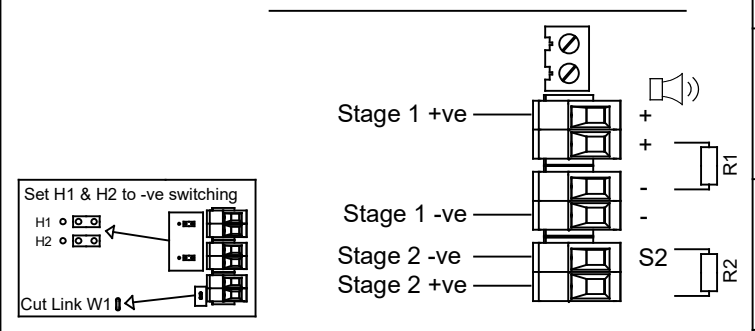 Stage 1 +ve
+
+
R1
-
Stage 1 -ve
-
Stage 2 -ve
S2
Stage 2 +ve
R2
Set H1 & H2 to -ve switching
H1
H2
Cut Link W1